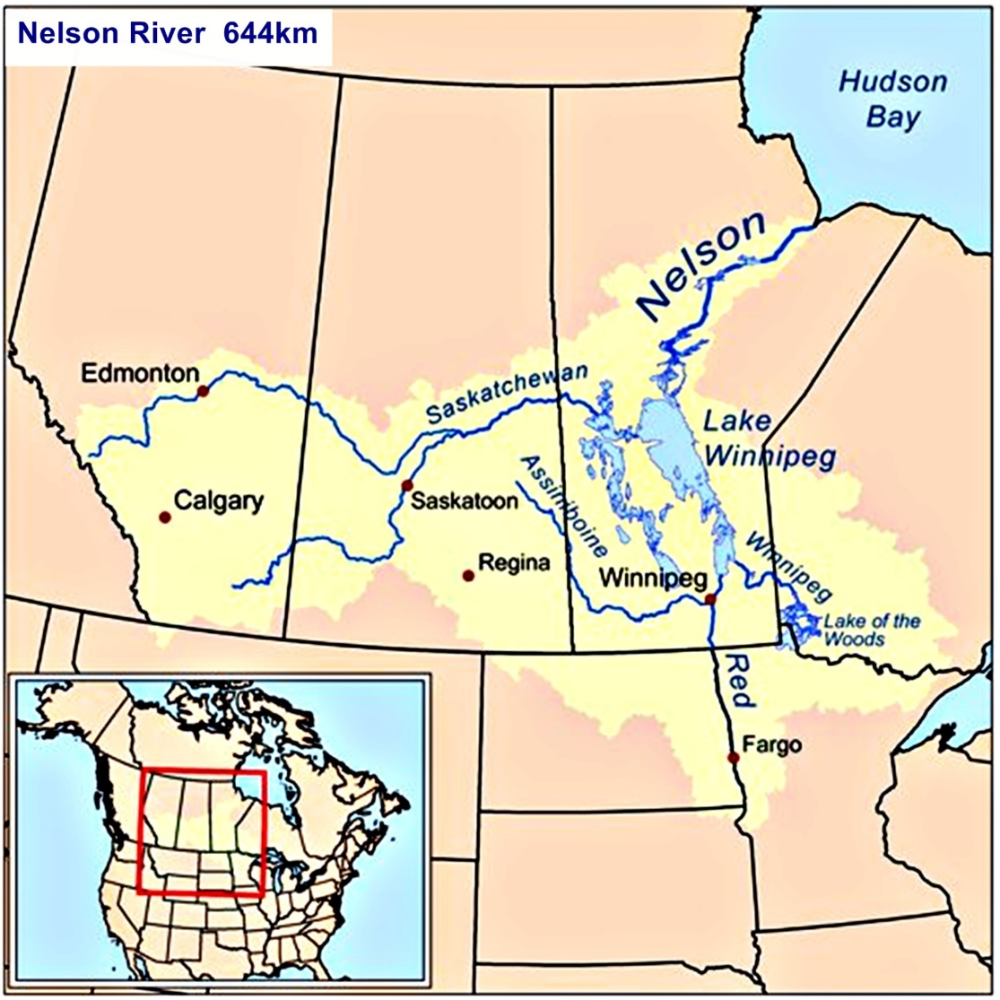 Nelson River  644km
Hudson
Bay
Nelson
Edmonton
Saskatchewan
Lake
Winnipeg
Calgary
Saskatoon
Assiniboine
Regina
Winnipeg
Winnipeg
Lake of the
Woods
Red
Fargo